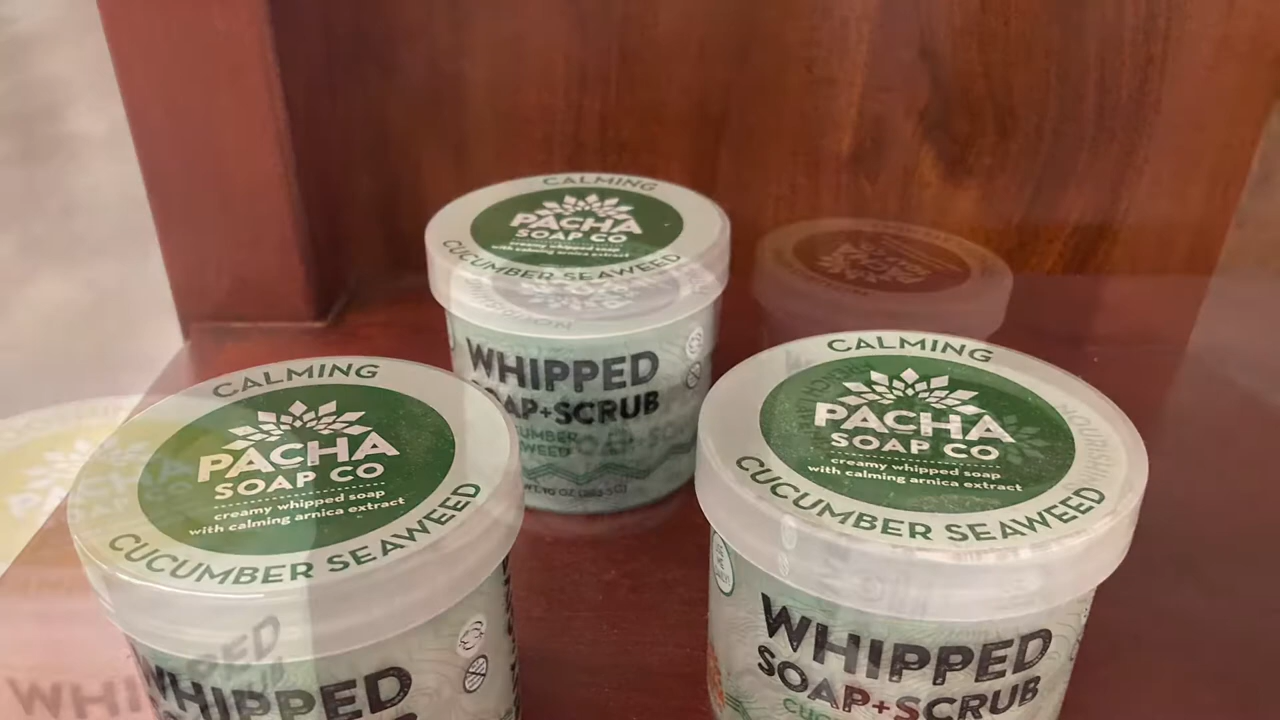 CALMING
PACHA
SOAP CO
creamy whipped soap
with calming arnica extract
CUCUMBER SEAWEED
WHIPPED
SOAP+SCRUB
CALMING
PACHA
SOAP CO
creamy whipped soap
with calming arnica extract
CUCUMBER SEAWEED
WHIPPED
CALMING
PACHA
SOAP CO
creamy whipped soap
with calming arnica extract
CUCUMBER SEAWEED
WHIPPED
SOAP+SCRUB